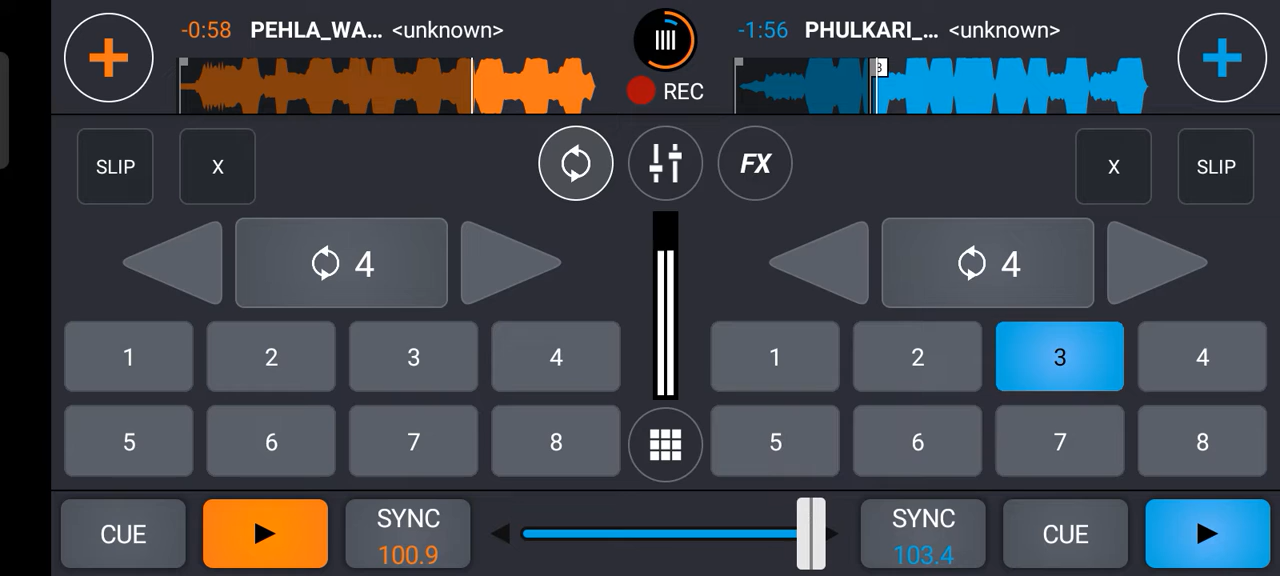 -0:58 PEHLA_WA... <unknown>
-1:56 PHULKARI_... <unknown>
3
REC
SLIP
X
FX
X
SLIP
4
4
1 2 3 4
1 2 3 4
5 6 7 8
5 6 7 8
CUE
SYNC
100.9
SYNC
103.4
CUE